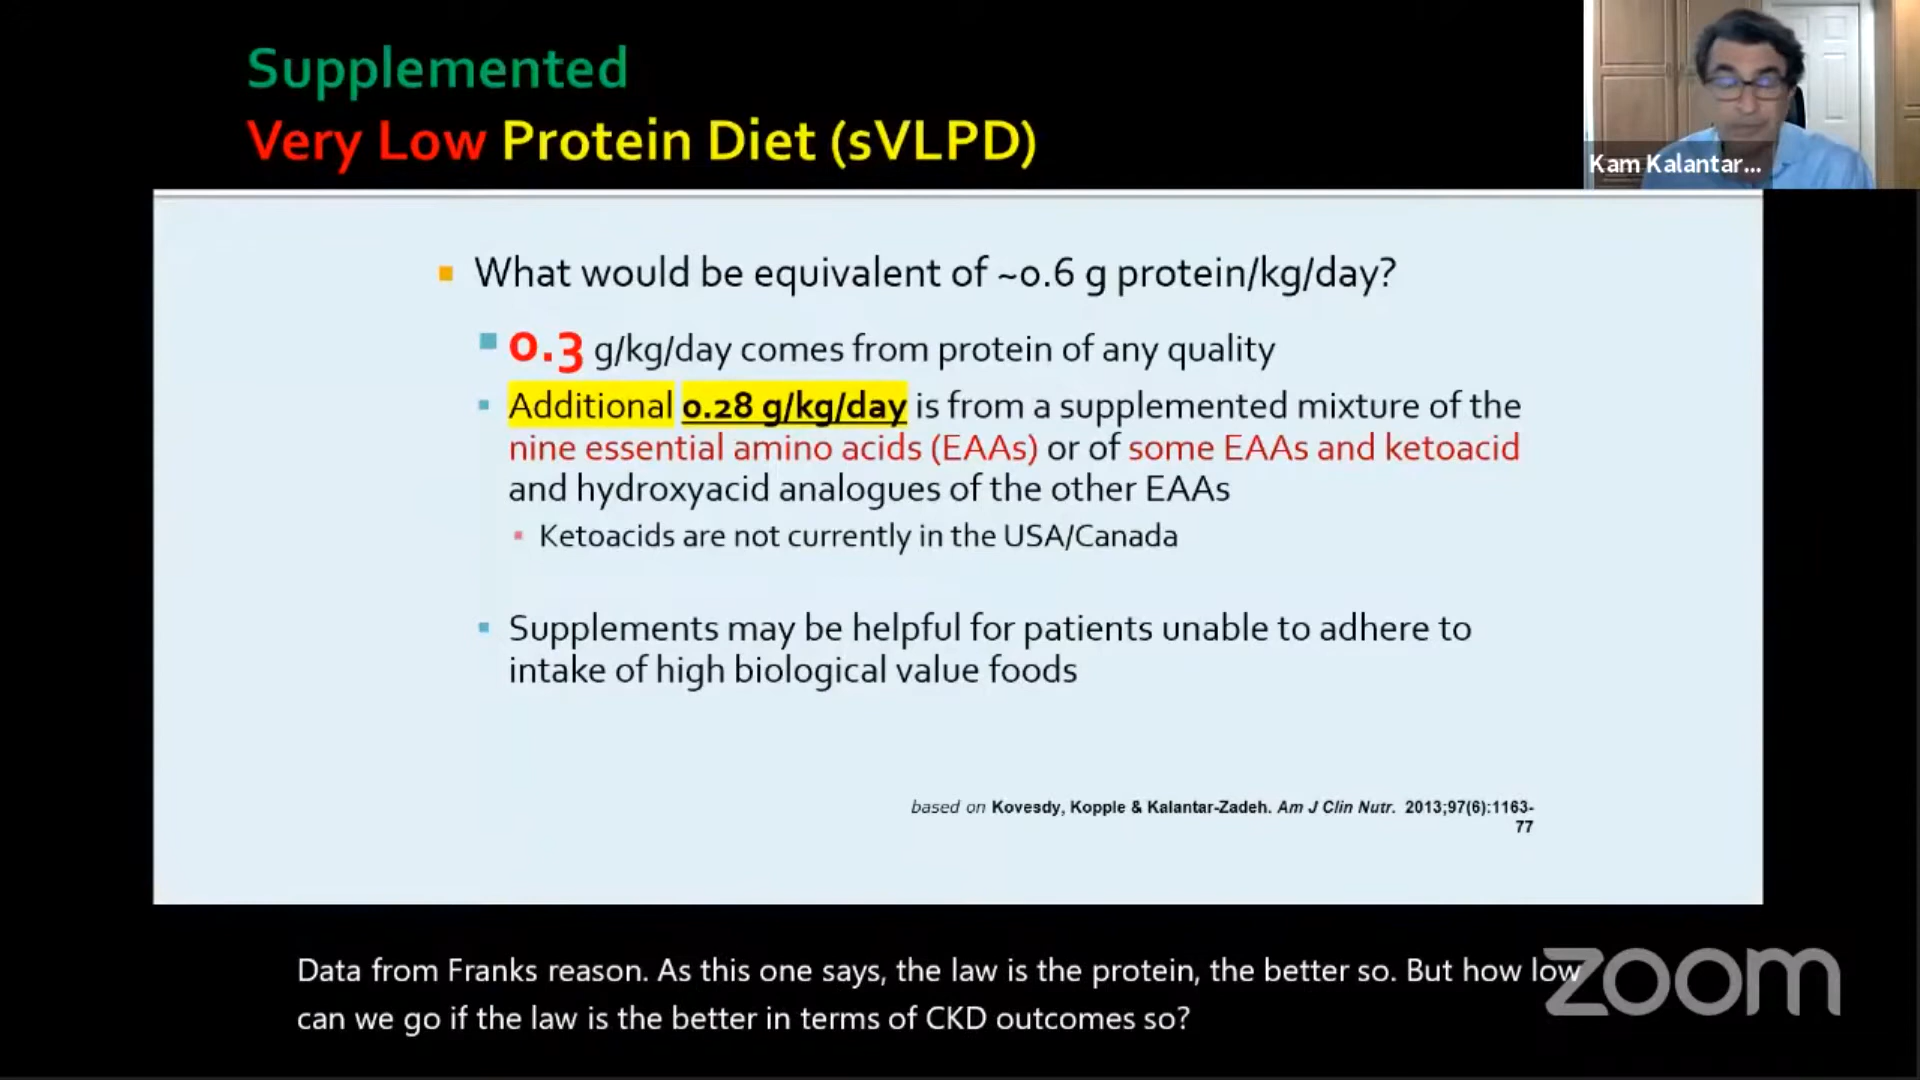 Supplemented
Very Low Protein Diet (sVLPD)
Kam Kalantar...
What would be equivalent of ~0.6 g protein/kg/day?
0.3 g/kg/day comes from protein of any quality
Additional 0.28 g/kg/day is from a supplemented mixture of the
nine essential amino acids (EAAs) or of some EAAs and ketoacid
and hydroxyacid analogues of the other EAAs
Ketoacids are not currently in the USA/Canada
Supplements may be helpful for patients unable to adhere to
intake of high biological value foods
based on Kovesdy, Kopple & Kalantar-Zadeh. Am J Clin Nutr. 2013;97(6):1163-
77
Data from Franks reason. As this one says, the law is the protein, the better so. But how low
can we go if the law is the better in terms of CKD outcomes so?
zoom